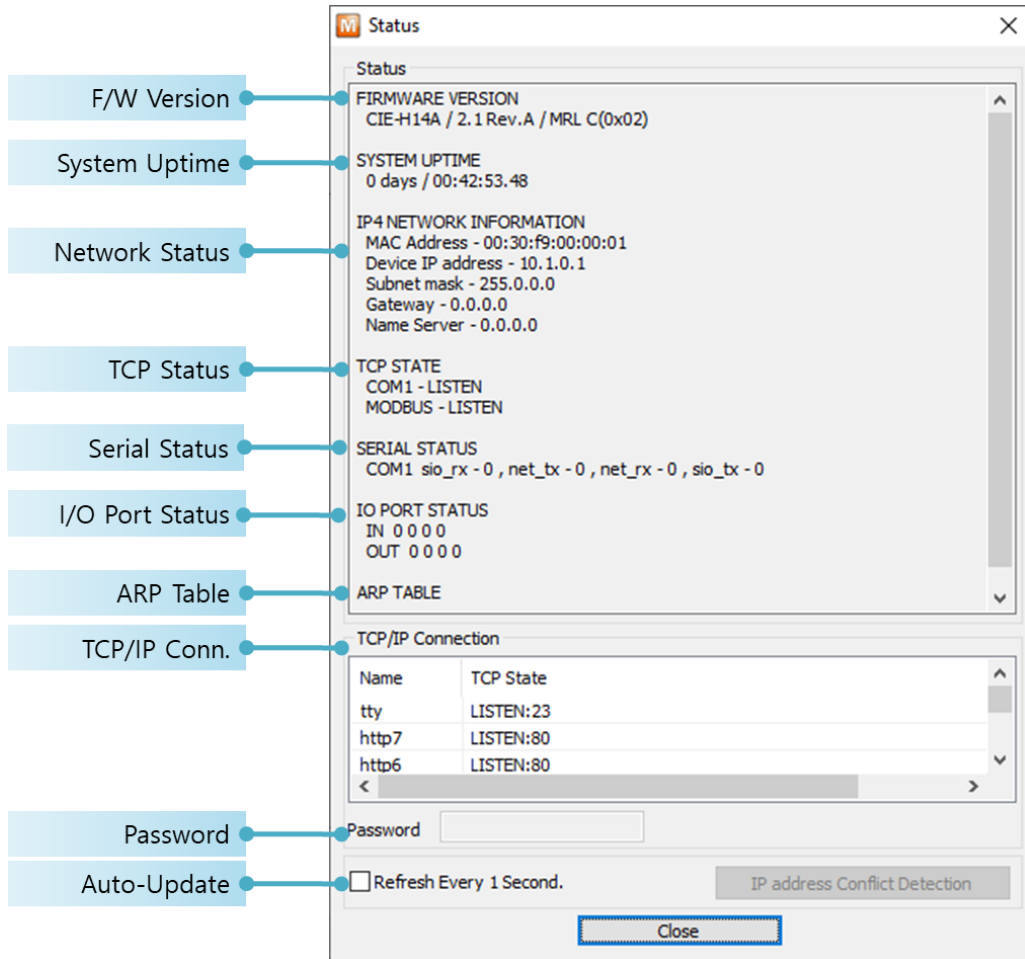 M Status
Status
F/W Version
FIRMWARE VERSION
CIE-H14A / 2.1 Rev.A / MRL C(0x02)
System Uptime
SYSTEM UPTIME
0 days / 00:42:53.48
Network Status
IP4 NETWORK INFORMATION
MAC Address - 00:30:f9:00:00:01
Device IP address - 10.1.0.1
Subnet mask - 255.0.0.0
Gateway - 0.0.0.0
Name Server - 0.0.0.0
TCP Status
TCP STATE
COM1 - LISTEN
MODBUS - LISTEN
Serial Status
SERIAL STATUS
COM1 sio_rx - 0 , net_tx - 0 , net_rx - 0 , sio_tx - 0
I/O Port Status
IO PORT STATUS
IN 0 0 0 0
OUT 0 0 0 0
ARP Table
ARP TABLE
TCP/IP Conn.
TCP/IP Connection
Name TCP State
tty LISTEN:23
http7 LISTEN:80
http6 LISTEN:80
Password
Password
Auto-Update
Refresh Every 1 Second.
IP address Conflict Detection
Close